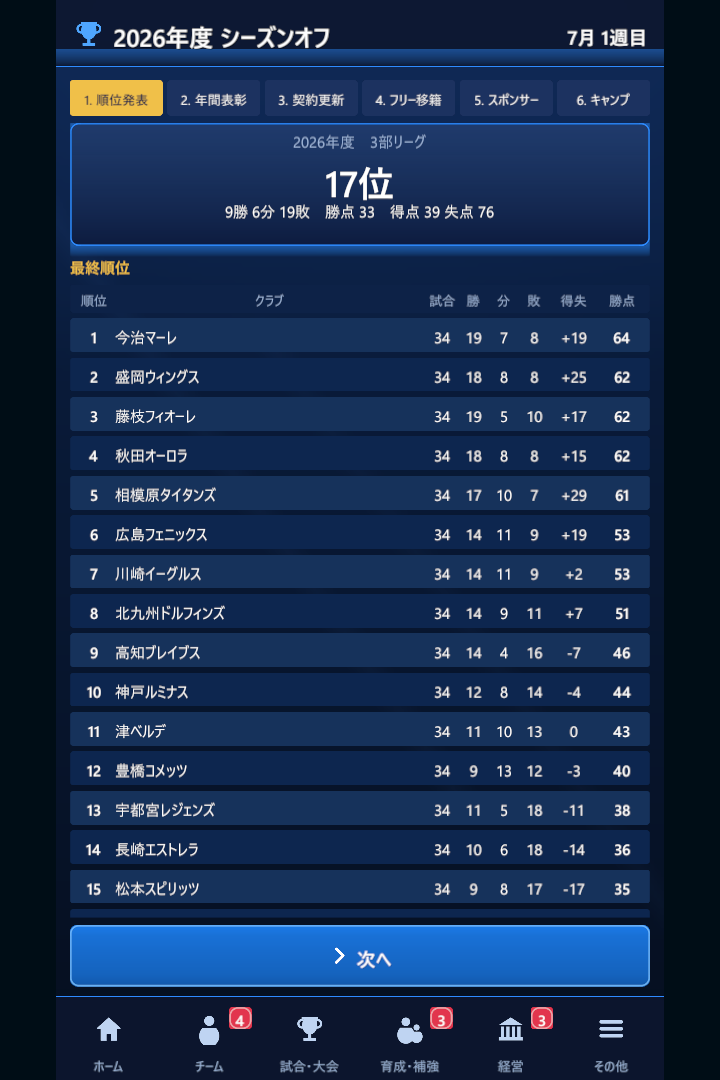 2026年度 シーズンオフ 7月 1週目
1. 順位発表 2. 年間表彰 3. 契約更新 4. フリー移籍 5. スポンサー 6. キャンプ
2026年度 3部リーグ
17位
9勝 6分 19敗 勝点 33 得点 39 失点 76
最終順位
順位 クラブ 試合 勝 分 敗 得失 勝点
1 今治マーレ 34 19 7 8 +19 64
2 盛岡ウィングス 34 18 8 8 +25 62
3 藤枝フィオーレ 34 19 5 10 +17 62
4 秋田オーロラ 34 18 8 8 +15 62
5 相模原タイタンズ 34 17 10 7 +29 61
6 広島フェニックス 34 14 11 9 +19 53
7 川崎イーグルス 34 14 11 9 +2 53
8 北九州ドルフィンズ 34 14 9 11 +7 51
9 高知ブレイブス 34 14 4 16 -7 46
10 神戸ルミナス 34 12 8 14 -4 44
11 津ベルデ 34 11 10 13 0 43
12 豊橋コメッツ 34 9 13 12 -3 40
13 宇都宮レジェンズ 34 11 5 18 -11 38
14 長崎エストレラ 34 10 6 18 -14 36
15 松本スピリッツ 34 9 8 17 -17 35
次へ
4 3 3
ホーム チーム 試合・大会 育成・補強 経営 その他